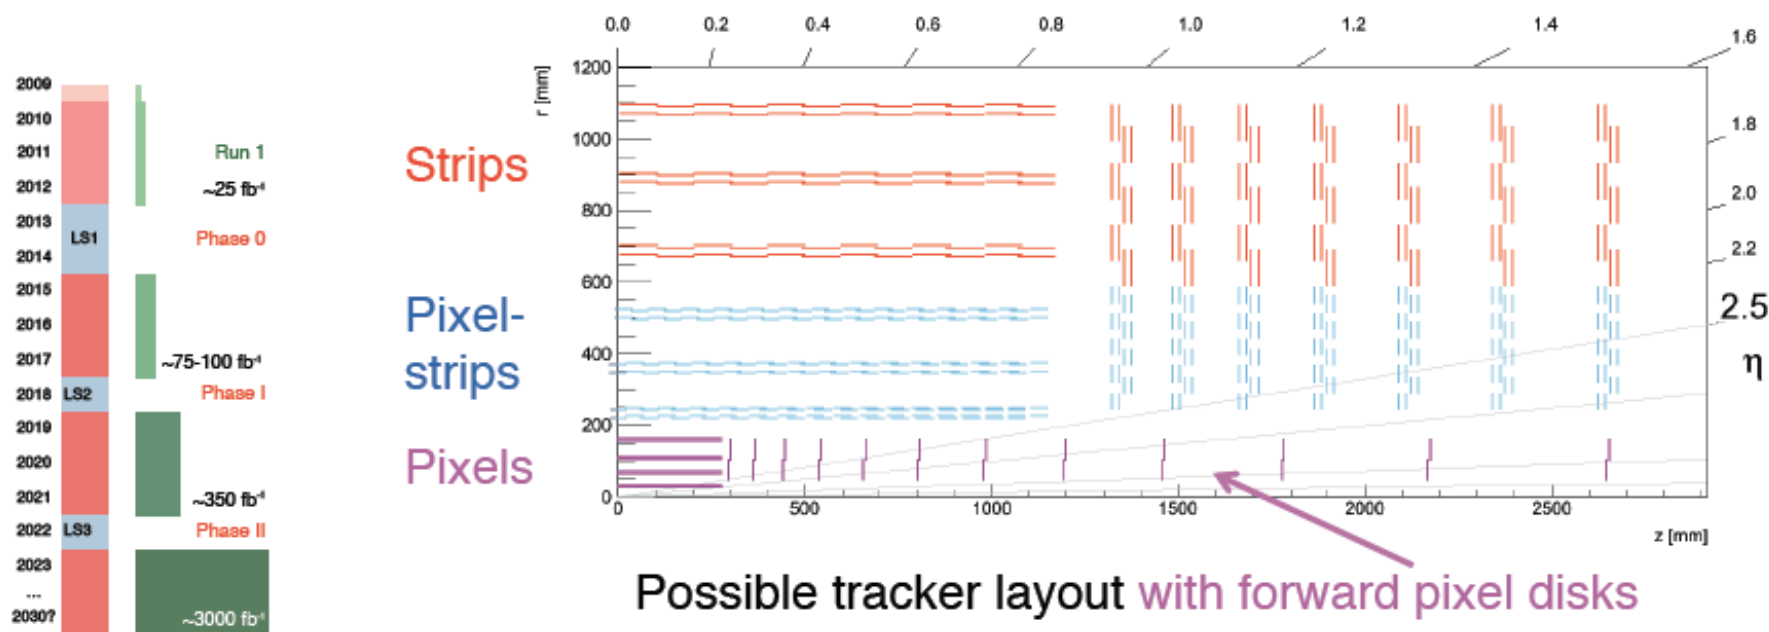 2009
2010
2011
2012
2013
2014
2015
2016
2017
2018
2019
2020
2021
2022
2023
...
2030?
LS1
LS2
LS3
Run 1
~25 fb-1
Phase 0
~75-100 fb-1
Phase I
~350 fb-1
Phase II
~3000 fb-1
Strips
Pixel-
strips
Pixels
0.0 0.2 0.4 0.6 0.8 1.0 1.2 1.4 1.6
1.8
2.0
2.2
2.5
η
r [mm]
1200
1000
800
600
400
200
0
0 500 1000 1500 2000 2500
z [mm]
Possible tracker layout with forward pixel disks